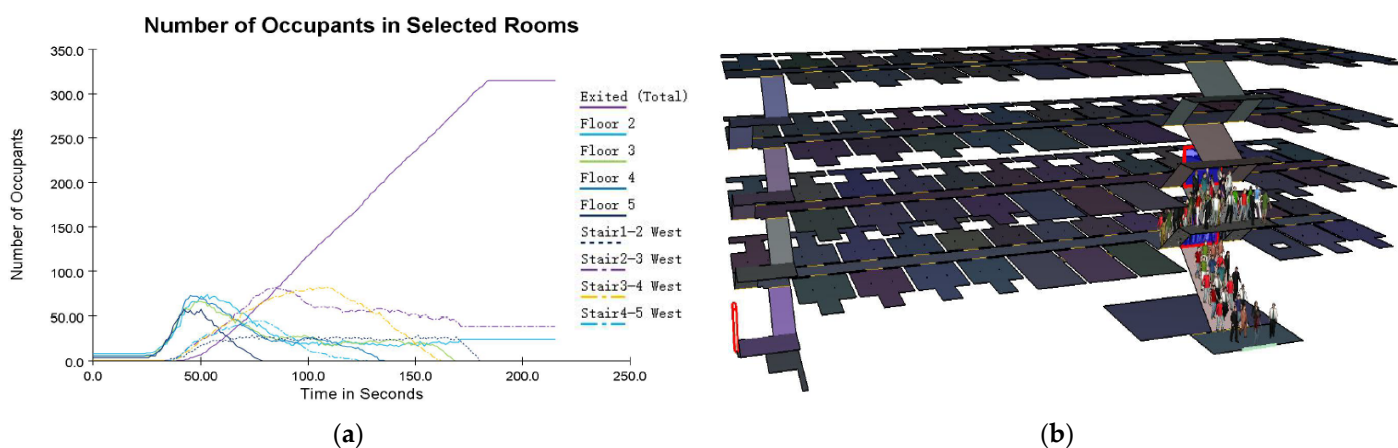 Number of Occupants in Selected Rooms
350.0
300.0
250.0
200.0
150.0
100.0
50.00
0.0
Number of Occupants
0.0
50.00
100.0
150.0
200.0
250.0
Time in Seconds
Exited (Total)
Floor 2
Floor 3
Floor 4
Floor 5
Stair1-2 West
Stair2-3 West
Stair3-4 West
Stair4-5 West
(a)
(b)